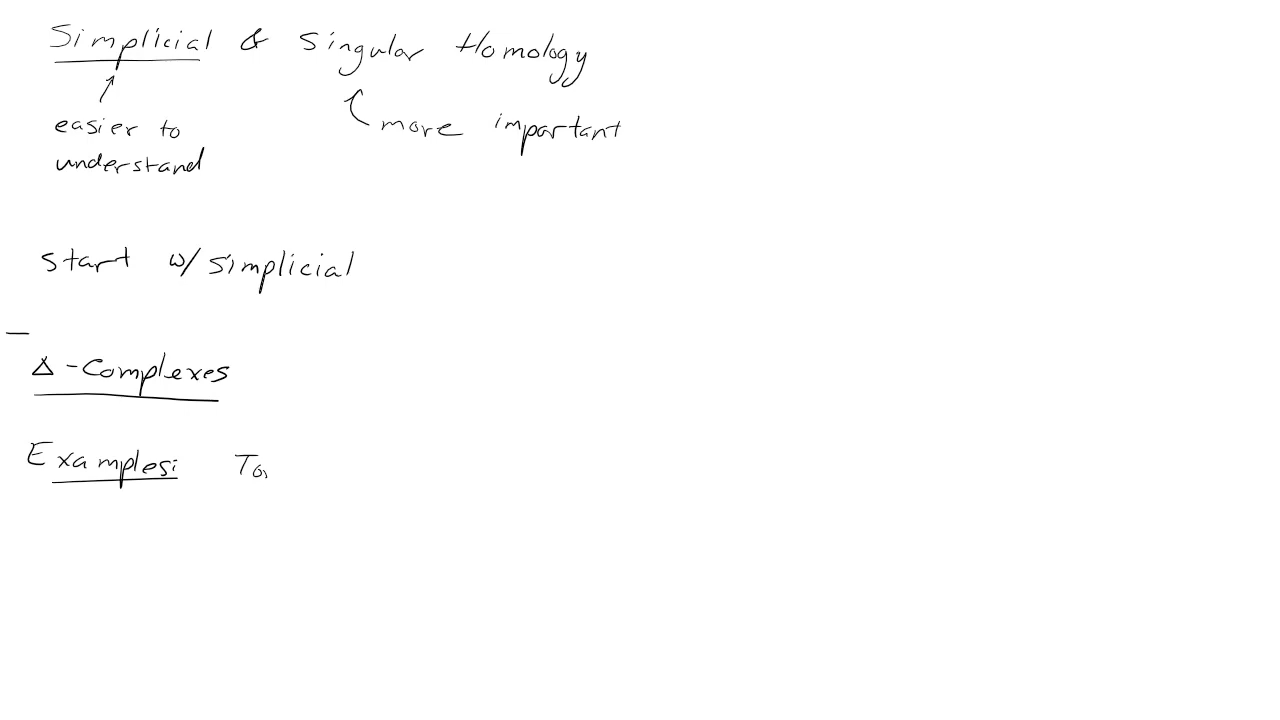 Simplicial & Singular Homology
easier to
understand
more important
start w/ simplicial
Δ-Complexes
Examples: